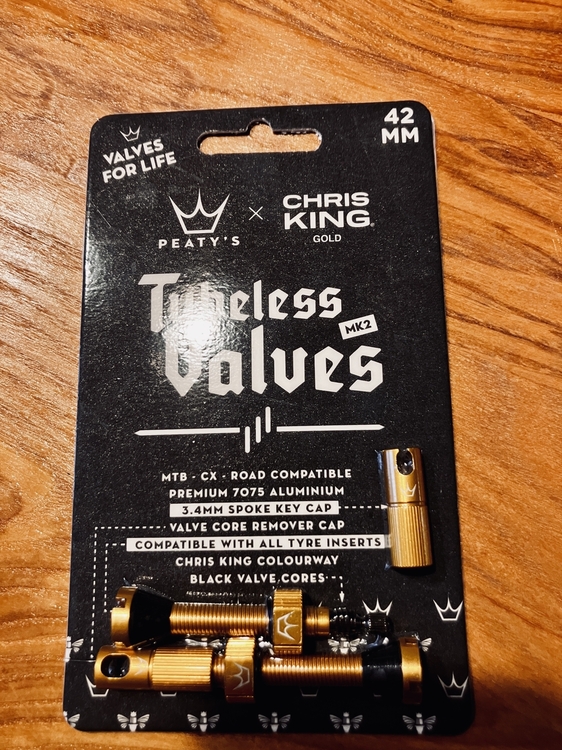 VALVES
FOR LIFE
42
MM
PEATY'S
×
CHRIS
KING®
GOLD
Tubeless
MK2
Valves
MTB - CX - ROAD COMPATIBLE
PREMIUM 7075 ALUMINIUM
3.4MM SPOKE KEY CAP
VALVE CORE REMOVER CAP
COMPATIBLE WITH ALL TYRE INSERTS
CHRIS KING COLOURWAY
BLACK VALVE CORES